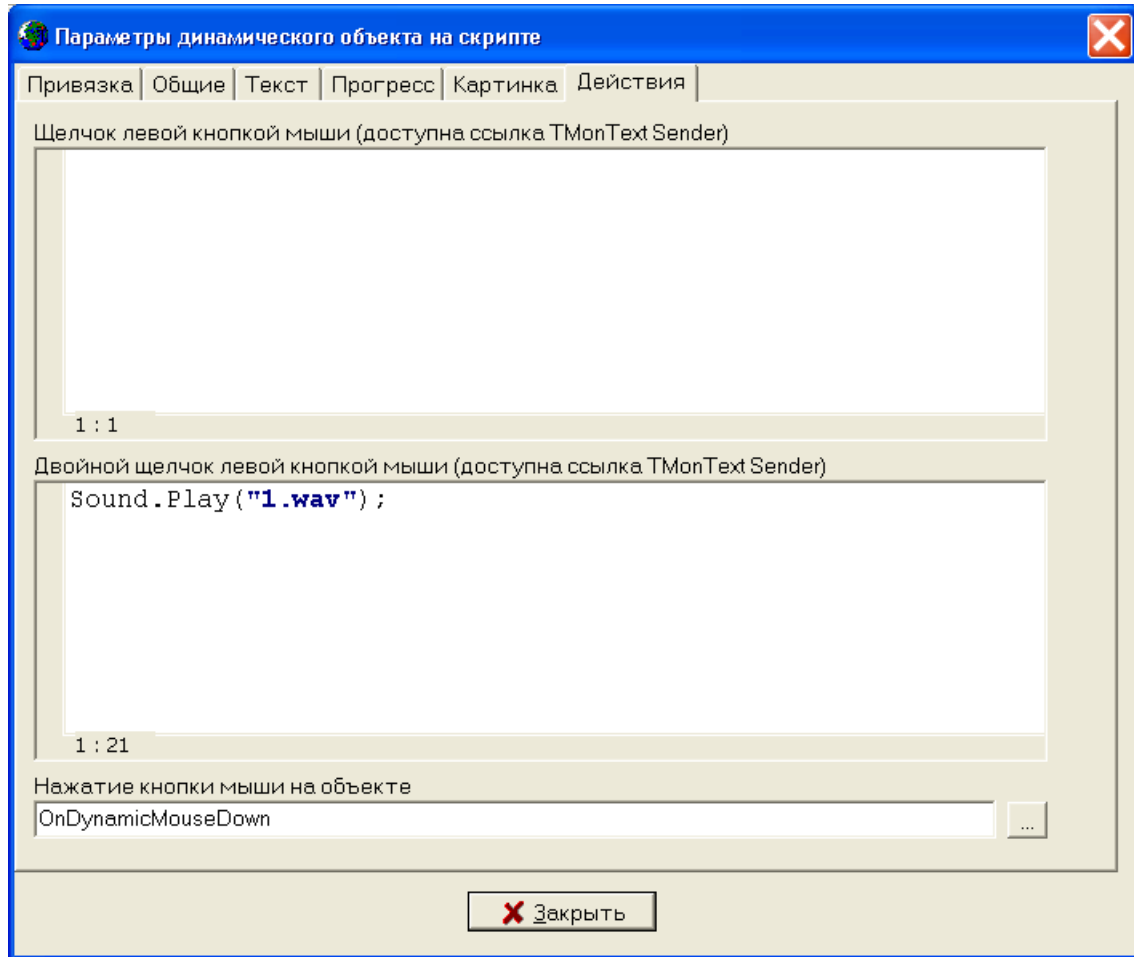 Параметры динамического объекта на скрипте
Привязка Общие Текст Прогресс Картинка Действия
Щелчок левой кнопкой мыши (доступна ссылка TMonText Sender)
1 : 1
Двойной щелчок левой кнопкой мыши (доступна ссылка TMonText Sender)
Sound.Play("1.wav");
1 : 21
Нажатие кнопки мыши на объекте
OnDynamicMouseDown ...
Закрыть